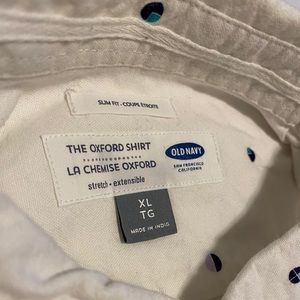 SLIM FIT - COUPE ÉTROITE
THE OXFORD SHIRT
LA CHEMISE OXFORD
stretch • extensible
OLD NAVY
SAN FRANCISCO
CALIFORNIA
XL
TG
MADE IN INDIA